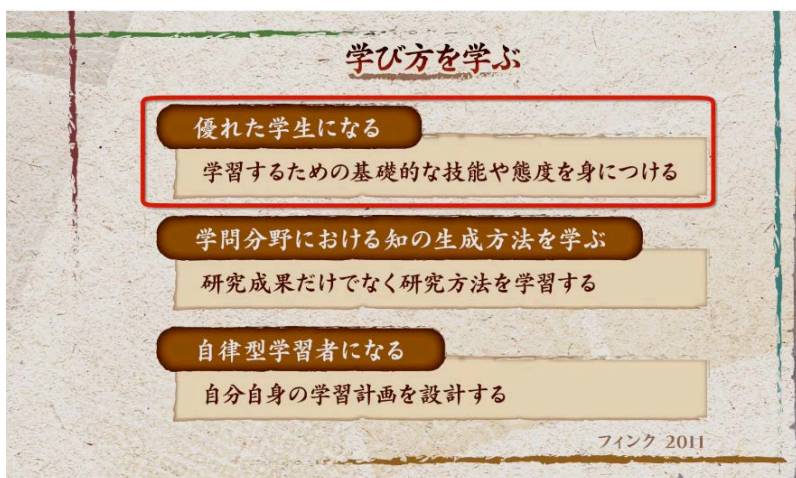 学び方を学ぶ
優れた学生になる
学習するための基礎的な技能や態度を身につける
学問分野における知の生成方法を学ぶ
研究成果だけでなく研究方法を学習する
自律型学習者になる
自分自身の学習計画を設計する
フィンク 2011